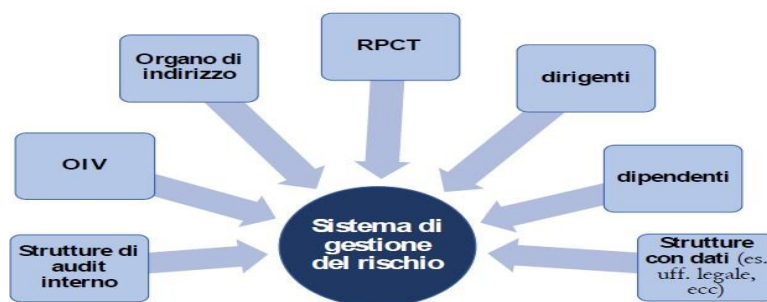 RPCT
Organo di
indirizzo
dirigenti
OIV
dipendenti
Strutture di
audit
interno
Sistema di
gestione
del rischio
Strutture
con dati (es.
uff. legale,
ecc)